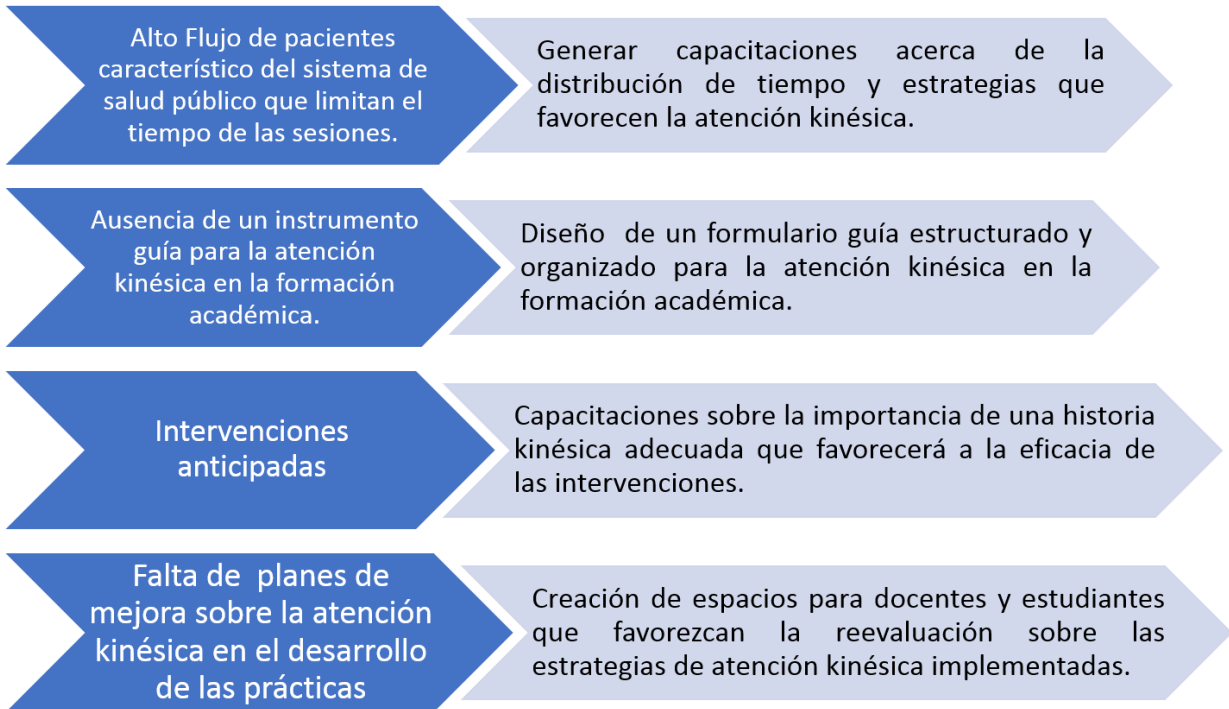 Alto Flujo de pacientes
característico del sistema de
salud público que limitan el
tiempo de las sesiones.
Generar capacitaciones acerca de la
distribución de tiempo y estrategias que
favorecen la atención kinésica.
Ausencia de un instrumento
guía para la atención
kinésica en la formación
académica.
Diseño de un formulario guía estructurado y
organizado para la atención kinésica en la
formación académica.
Intervenciones
anticipadas
Capacitaciones sobre la importancia de una historia
kinésica adecuada que favorecerá a la eficacia de
las intervenciones.
Falta de planes de
mejora sobre la atención
kinésica en el desarrollo
de las prácticas
Creación de espacios para docentes y estudiantes
que favorezcan la reevaluación sobre las
estrategias de atención kinésica implementadas.